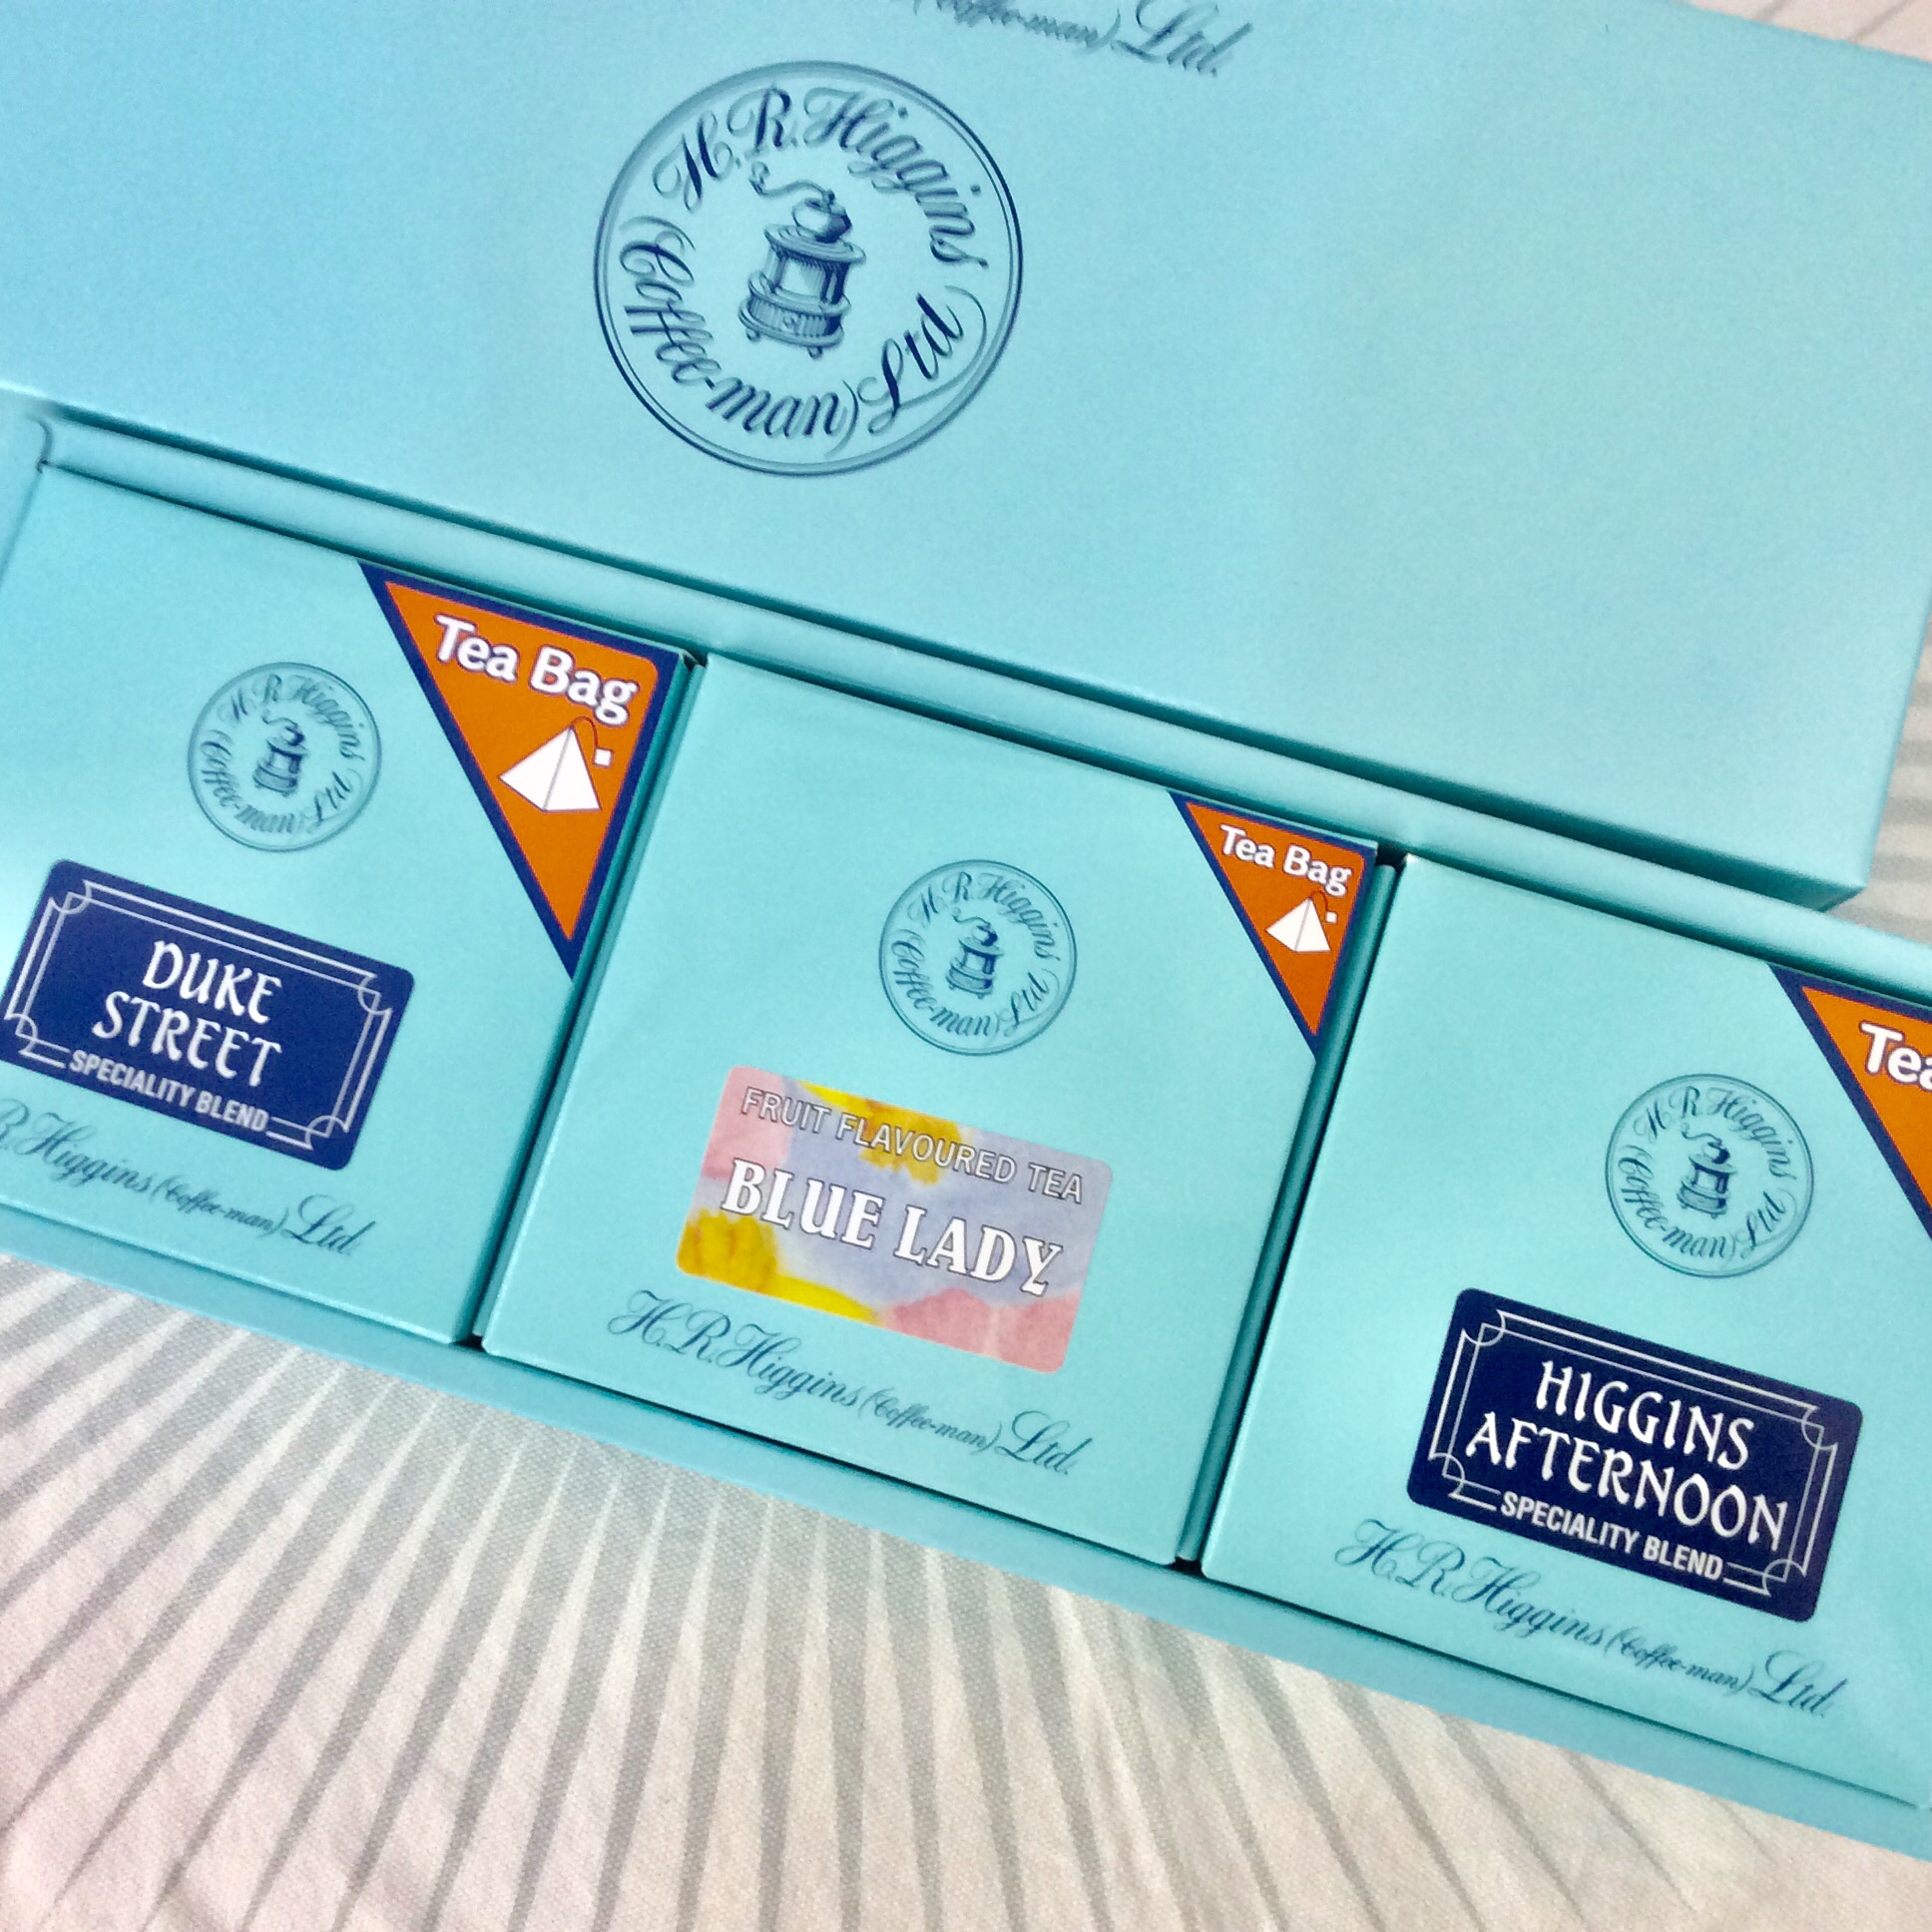 (Coffee-man) Ltd.
H.R. Higgins
(Coffee-man) Ltd
Tea Bag
H.R. Higgins
(Coffee-man) Ltd
DUKE
STREET
SPECIALITY BLEND
R. Higgins (Coffee-man) Ltd.
Tea Bag
H.R. Higgins
(Coffee-man) Ltd
FRUIT FLAVOURED TEA
BLUE LADY
H.R. Higgins (Coffee-man) Ltd.
Tea
H.R. Higgins
(Coffee-man) Ltd
HIGGINS
AFTERNOON
SPECIALITY BLEND
H.R. Higgins (Coffee-man) Ltd.